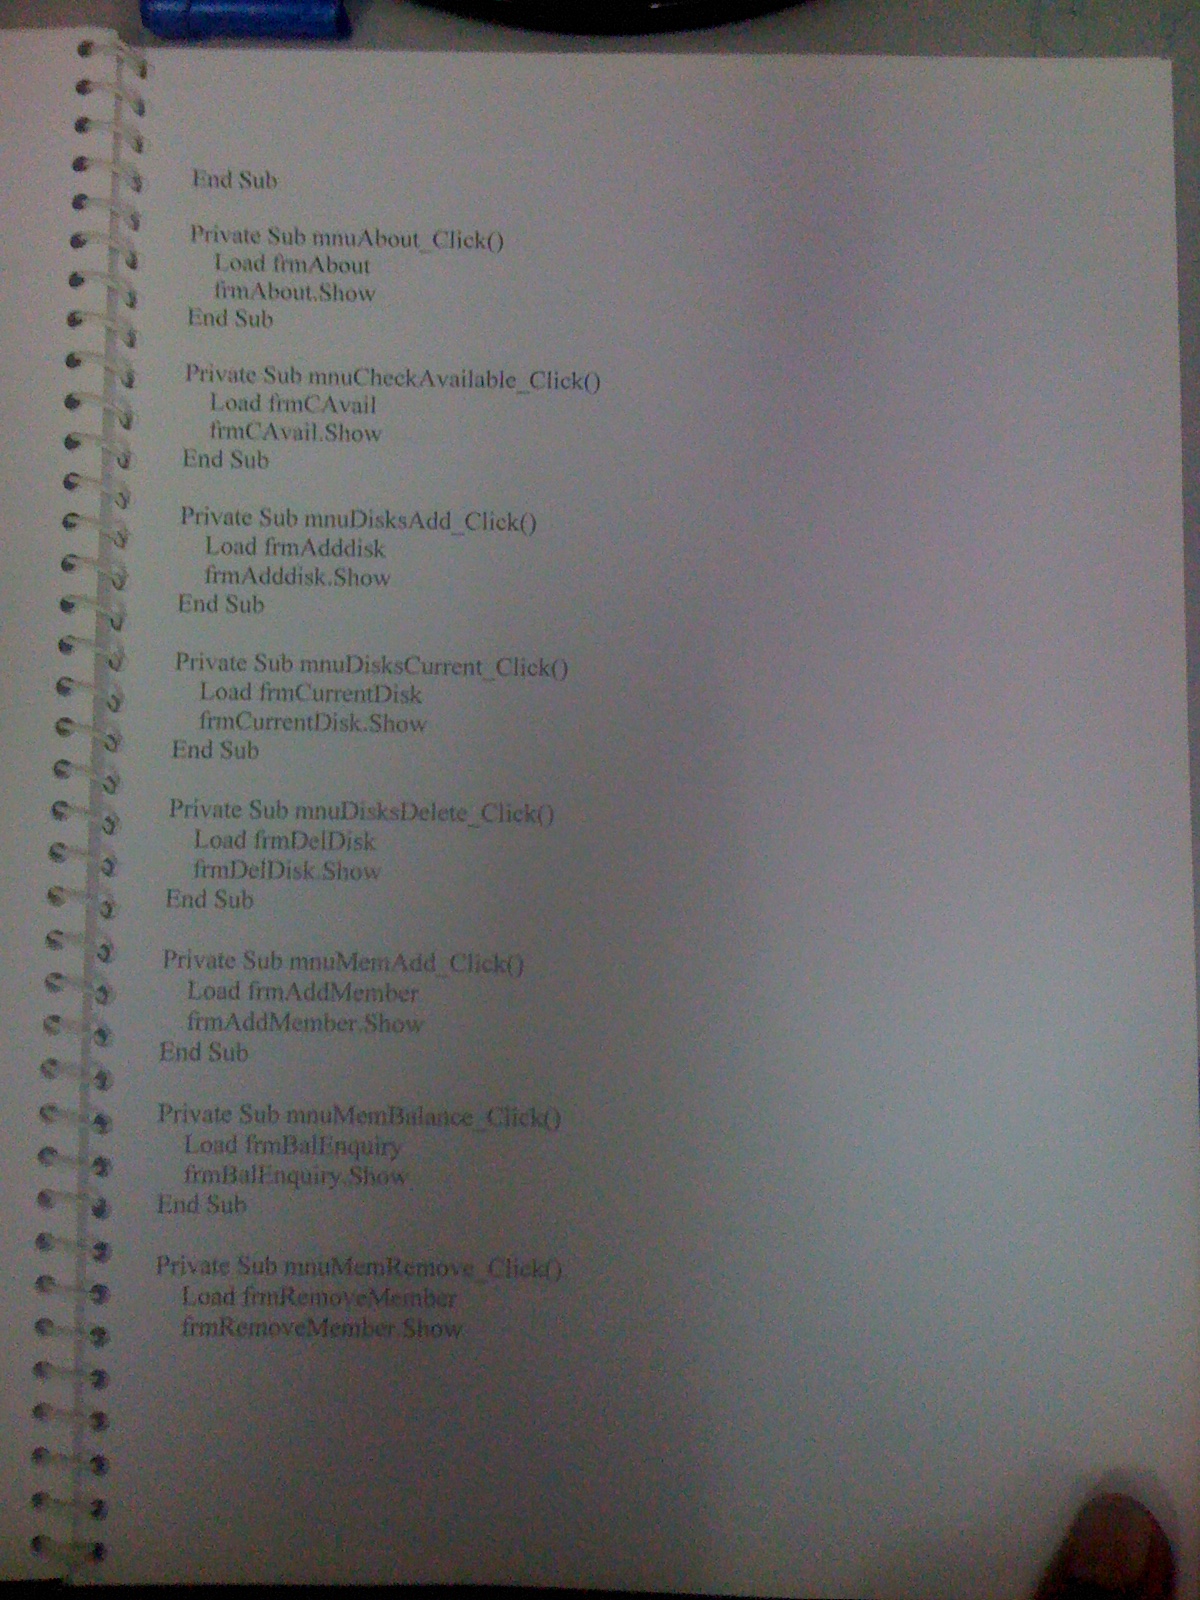 End Sub
Private Sub mnuAbout_Click()
Load frmAbout
frmAbout.Show
End Sub
Private Sub mnuCheckAvailable_Click()
Load frmCAvail
frmCAvail.Show
End Sub
Private Sub mnuDisksAdd_Click()
Load frmAdddisk
frmAdddisk.Show
End Sub
Private Sub mnuDisksCurrent_Click()
Load frmCurrentDisk
frmCurrentDisk.Show
End Sub
Private Sub mnuDisksDelete_Click()
Load frmDelDisk
frmDelDisk.Show
End Sub
Private Sub mnuMemAdd_Click()
Load frmAddMember
frmAddMember.Show
End Sub
Private Sub mnuMemBalance_Click()
Load frmBalEnquiry
frmBalEnquiry.Show
End Sub
Private Sub mnuMemRemove_Click()
Load frmRemoveMember
frmRemoveMember.Show